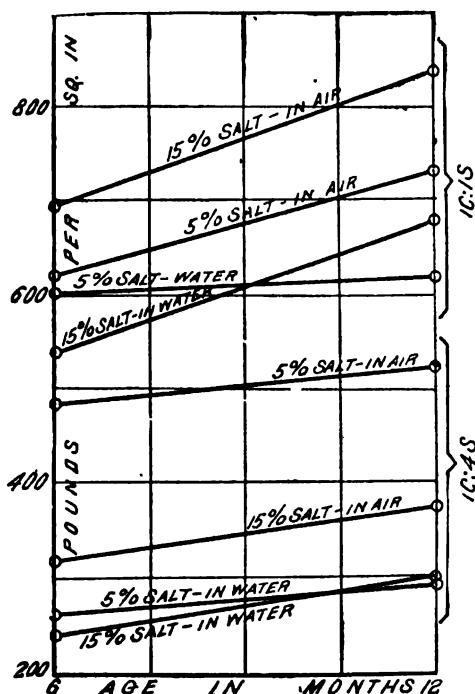 800
600
400
200
POUNDS PER SQ. IN
15% SALT-IN AIR
5% SALT-IN AIR
5% SALT-WATER
15% SALT-IN WATER
5% SALT-IN AIR
15% SALT-IN AIR
5% SALT-IN WATER
15% SALT-IN WATER
1C:1S
1C:4S
6 AGE IN MONTHS 12